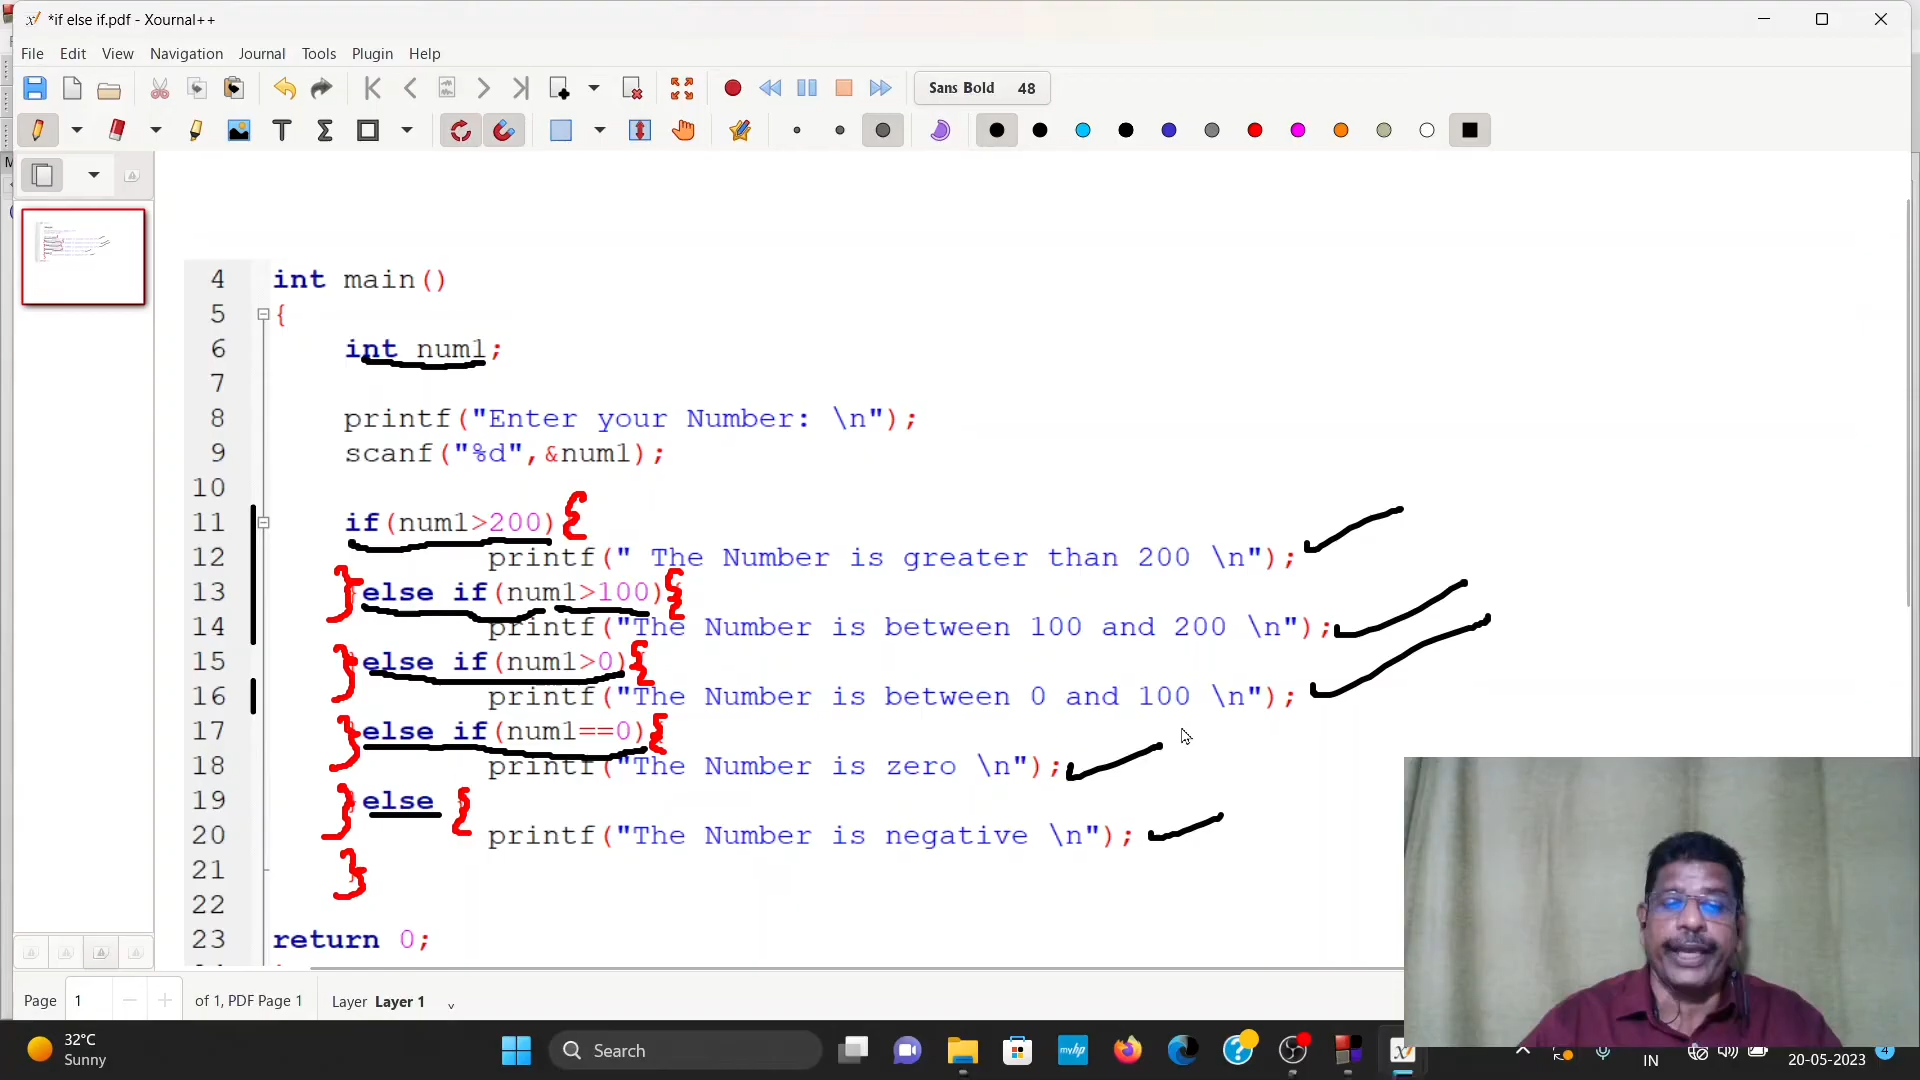 *if else if.pdf - Xournal++
File Edit View Navigation Journal Tools Plugin Help
Sans Bold 48
4 int main()
5 {
6 int num1;
7
8 printf("Enter your Number: \n");
9 scanf("%d",&num1);
10
11 if(num1>200){
12 printf(" The Number is greater than 200 \n");
13 }else if(num1>100){
14 printf("The Number is between 100 and 200 \n");
15 }else if(num1>0){
16 printf("The Number is between 0 and 100 \n");
17 }else if(num1==0){
18 printf("The Number is zero \n");
19 }else {
20 printf("The Number is negative \n");
21 }
22
23 return 0;
Page 1 of 1, PDF Page 1 Layer Layer 1
32°C
Sunny
Search
myhp
IN
20-05-2023
4